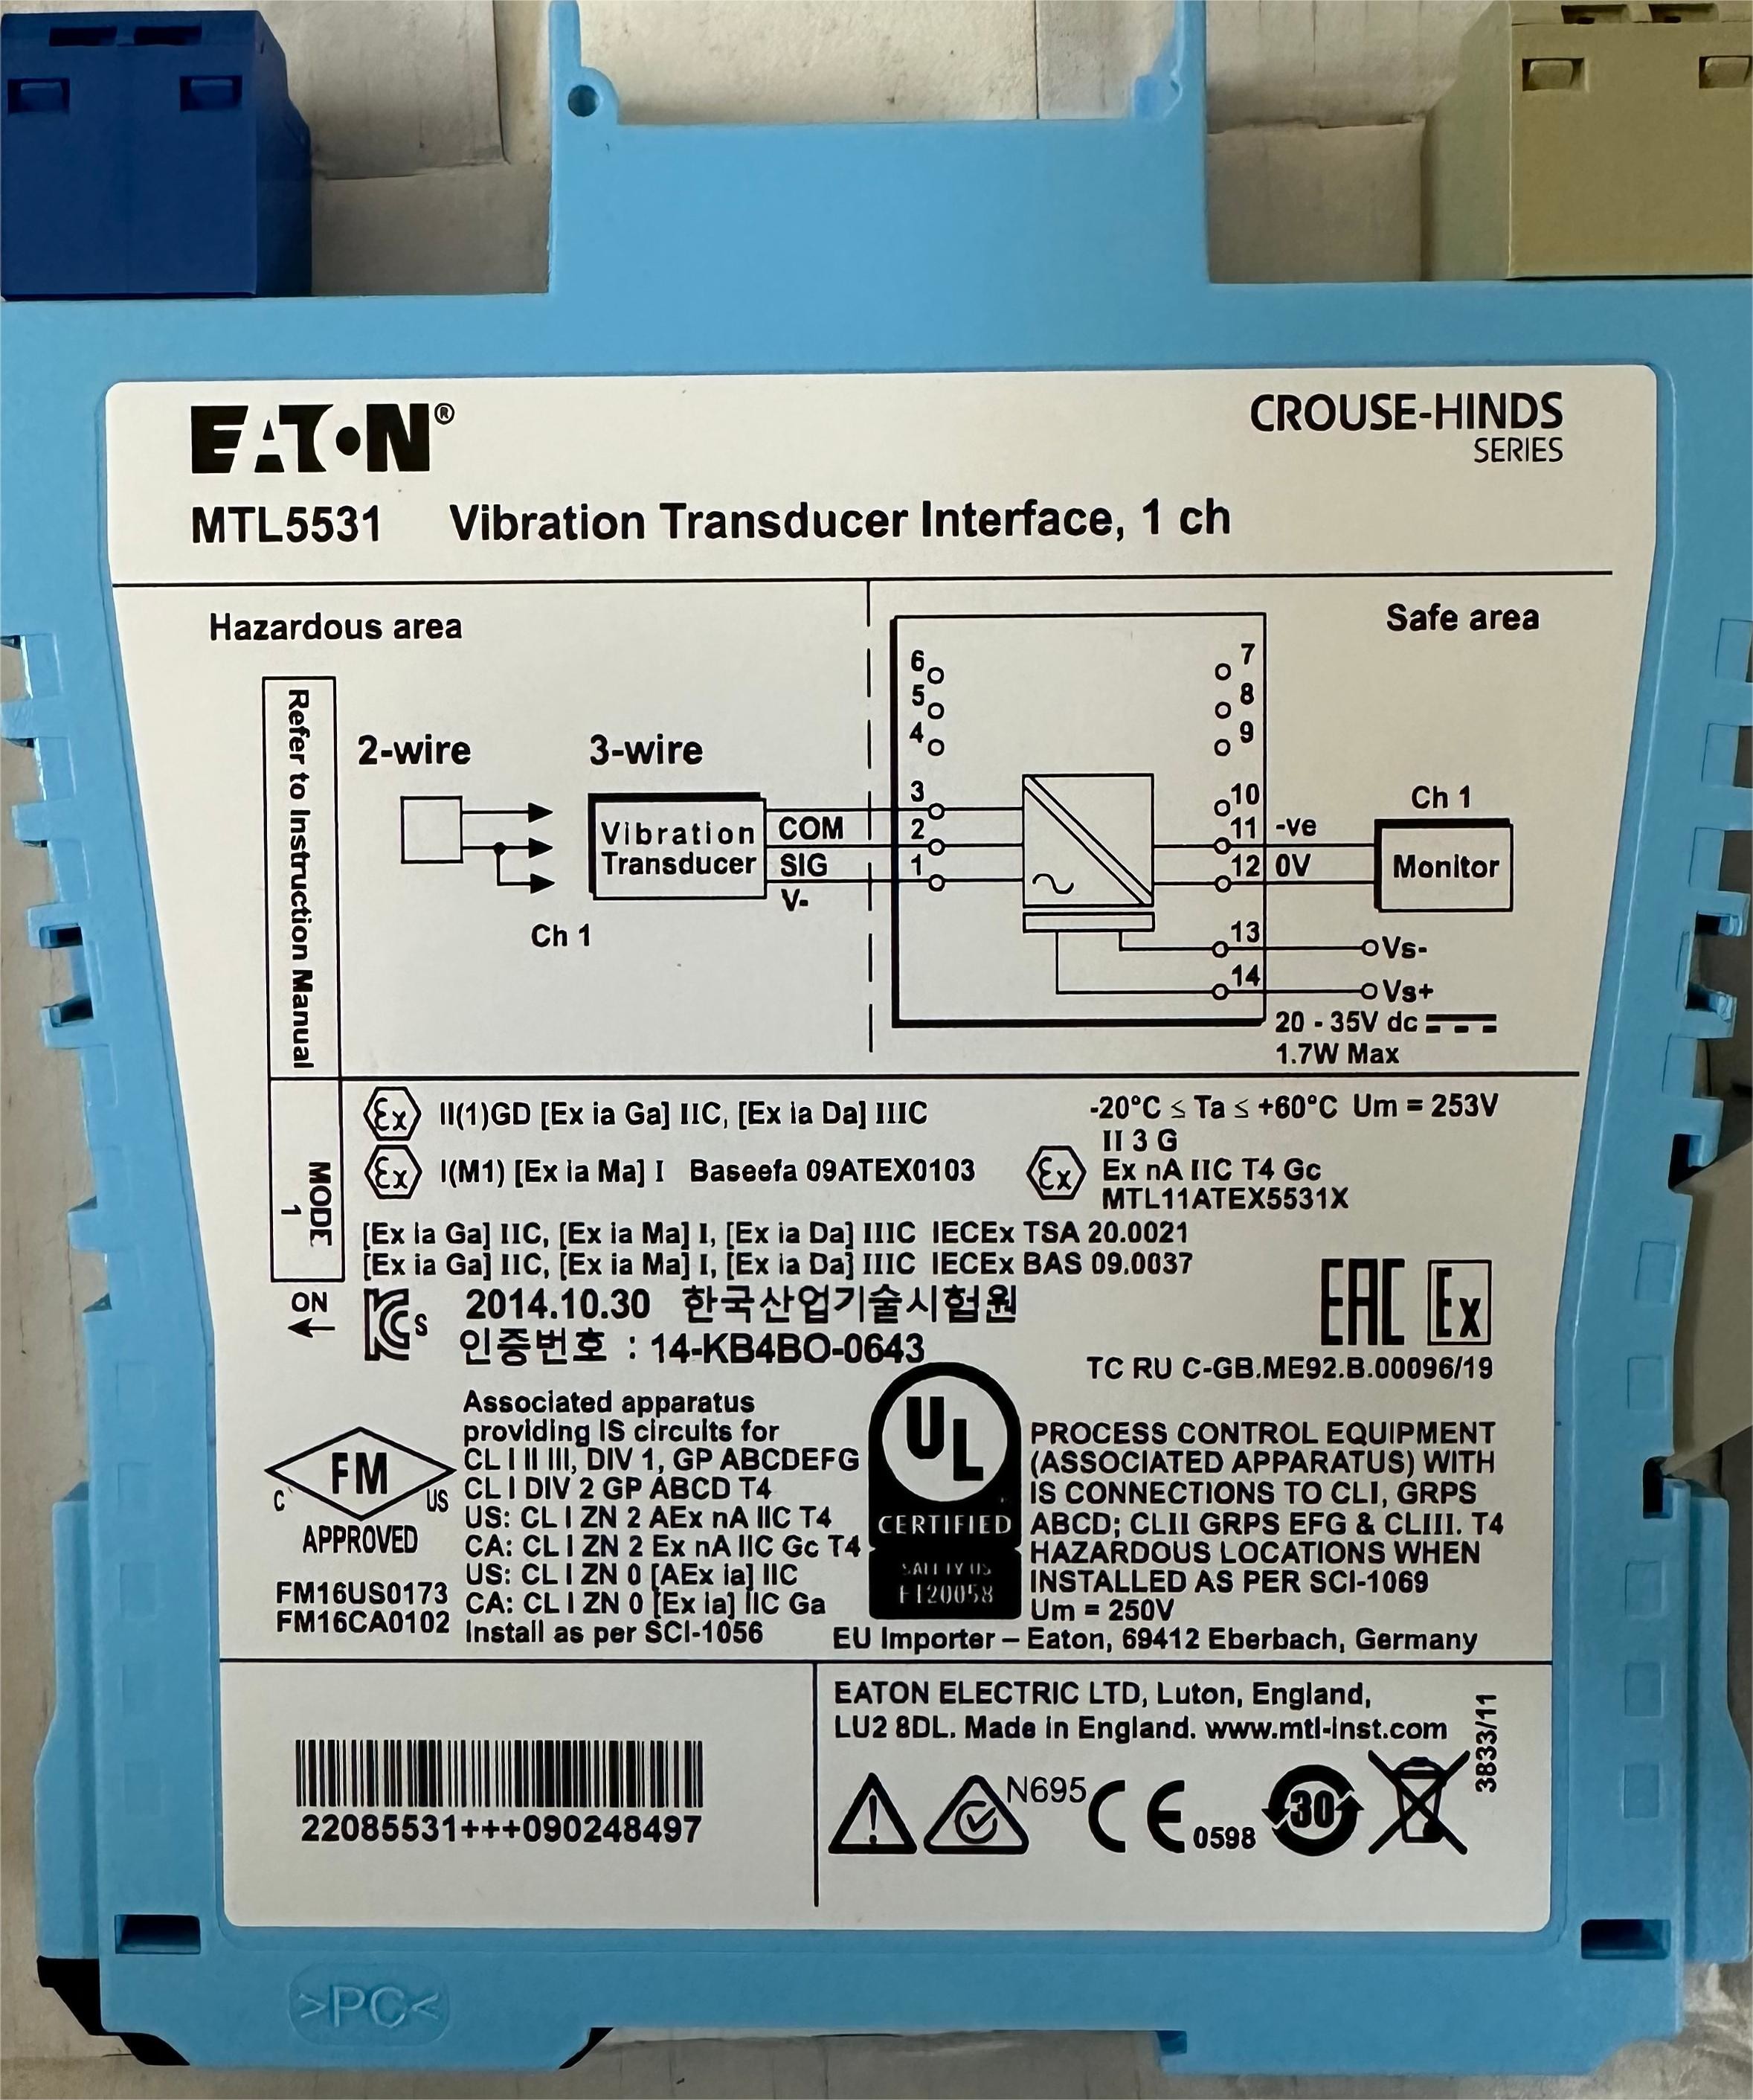 EATON®
CROUSE-HINDS
SERIES
MTL5531 Vibration Transducer Interface, 1 ch
Hazardous area
Safe area
Refer to Instruction Manual
2-wire
3-wire
Vibration
Transducer
COM
SIG
V-
Ch 1
6
5
4
3
2
1
7
8
9
10
11 -ve
12 0V
13
14
Ch 1
Monitor
Vs-
Vs+
20 - 35V dc
1.7W Max
MODE
1
ON
Ex II(1)GD [Ex ia Ga] IIC, [Ex ia Da] IIIC
-20°C ≤ Ta ≤ +60°C Um = 253V
Ex I(M1) [Ex ia Ma] I Baseefa 09ATEX0103
Ex
II 3 G
Ex nA IIC T4 Gc
MTL11ATEX5531X
[Ex ia Ga] IIC, [Ex ia Ma] I, [Ex ia Da] IIIC IECEx TSA 20.0021
[Ex ia Ga] IIC, [Ex ia Ma] I, [Ex ia Da] IIIC IECEx BAS 09.0037
KC s
2014.10.30 한국산업기술시험원
인증번호 : 14-KB4BO-0643
EAC Ex
TC RU C-GB.ME92.B.00096/19
FM
C US
APPROVED
FM16US0173
FM16CA0102
Associated apparatus
providing IS circuits for
CL I II III, DIV 1, GP ABCDEFG
CL I DIV 2 GP ABCD T4
US: CL I ZN 2 AEx nA IIC T4
CA: CL I ZN 2 Ex nA IIC Gc T4
US: CL I ZN 0 [AEx ia] IIC
CA: CL I ZN 0 [Ex ia] IIC Ga
Install as per SCI-1056
UL
CERTIFIED
SAFETY US
E120058
PROCESS CONTROL EQUIPMENT
(ASSOCIATED APPARATUS) WITH
IS CONNECTIONS TO CLI, GRPS
ABCD; CLII GRPS EFG & CLIII. T4
HAZARDOUS LOCATIONS WHEN
INSTALLED AS PER SCI-1069
Um = 250V
EU Importer – Eaton, 69412 Eberbach, Germany
22085531+++090248497
EATON ELECTRIC LTD, Luton, England,
LU2 8DL. Made in England. www.mtl-inst.com
3833/11
N695
CE 0598
30
>PC<